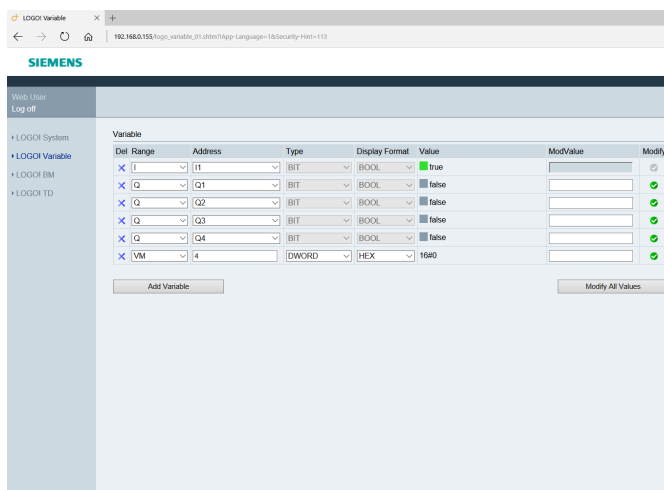 LOGO! Variable
192.168.0.155/logo_variable_01.shtm?!App-Language=1&Security-Hint=113
SIEMENS
Web User
Log off
LOGO! System
LOGO! Variable
LOGO! BM
LOGO! TD
Variable
Del Range Address Type Display Format Value ModValue Modify
I I1 BIT BOOL true
Q Q1 BIT BOOL false
Q Q2 BIT BOOL false
Q Q3 BIT BOOL false
Q Q4 BIT BOOL false
VM 4 DWORD HEX 16#0
Add Variable Modify All Values